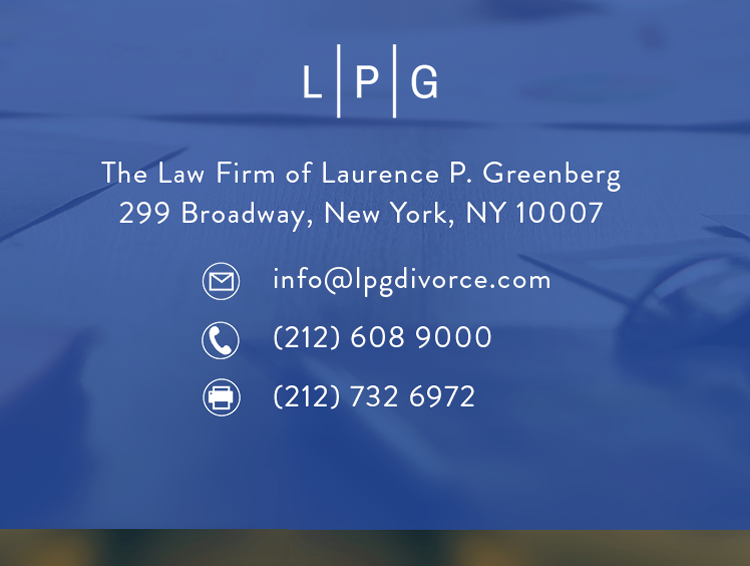 L|P|G
The Law Firm of Laurence P. Greenberg
299 Broadway, New York, NY 10007
info@lpgdivorce.com
(212) 608 9000
(212) 732 6972